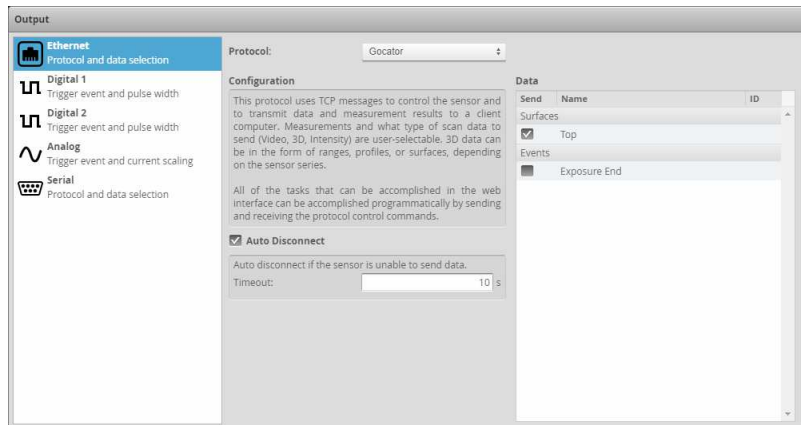 Output
Ethernet
Protocol and data selection
Digital 1
Trigger event and pulse width
Digital 2
Trigger event and pulse width
Analog
Trigger event and current scaling
Serial
Protocol and data selection
Protocol: Gocator
Configuration
This protocol uses TCP messages to control the sensor and
to transmit data and measurement results to a client
computer. Measurements and what type of scan data to
send (Video, 3D, Intensity) are user-selectable. 3D data can
be in the form of ranges, profiles, or surfaces, depending
on the sensor series.
All of the tasks that can be accomplished in the web
interface can be accomplished programmatically by sending
and receiving the protocol control commands.
Auto Disconnect
Auto disconnect if the sensor is unable to send data.
Timeout: 10 s
Data
Send Name ID
Surfaces
Top
Events
Exposure End